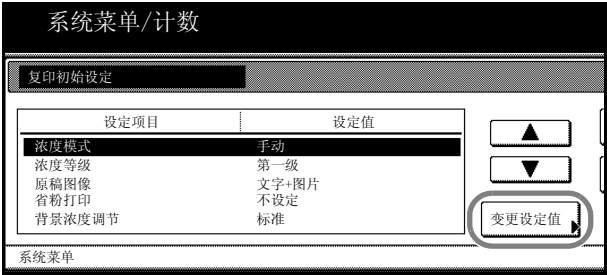 系统菜单/计数
复印初始设定
设定项目 设定值
浓度模式 手动
浓度等级 第一级
原稿图像 文字+图片
省粉打印 不设定
背景浓度调节 标准
变更设定值
系统菜单